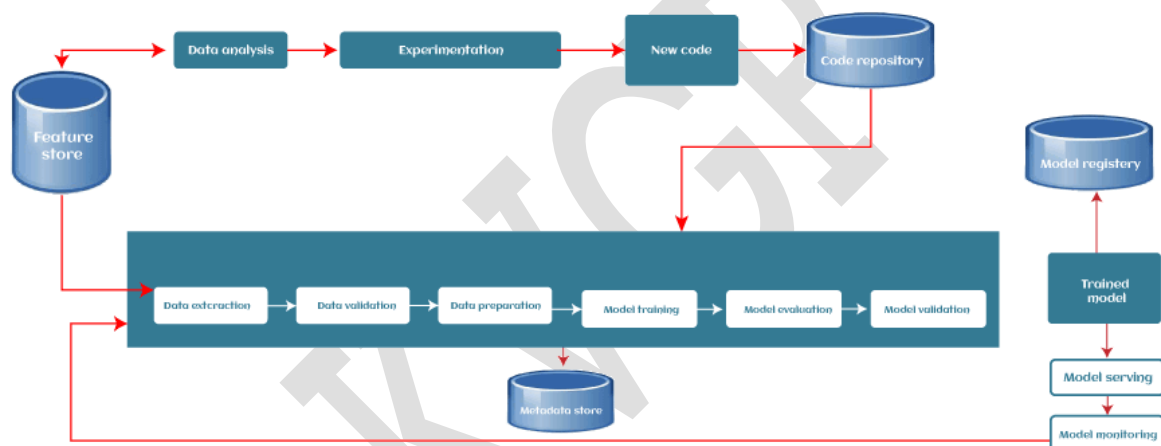 Data analysis
Experimentation
New code
Code repository
Feature
store
Model registery
Data extcraction
Data validation
Data preparation
Model training
Model evaluation
Model validation
Trained
model
Metadata store
Model serving
Model monitoring